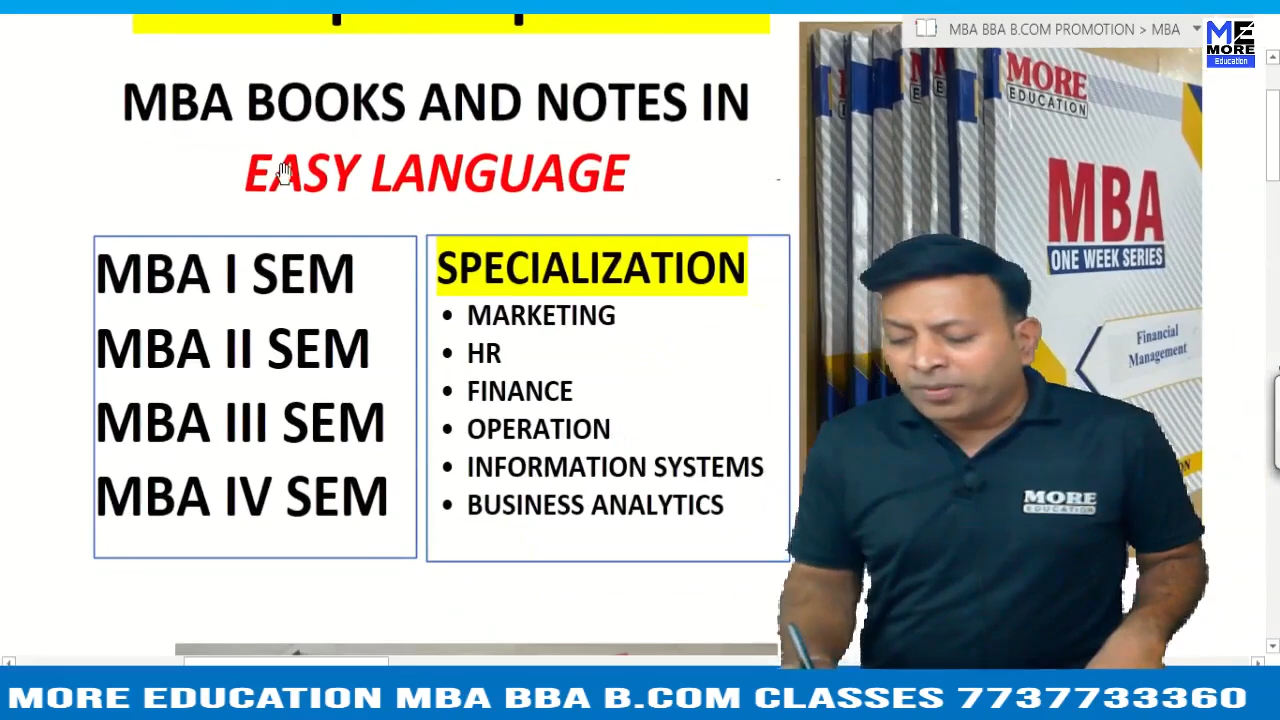 MBA BBA B.COM PROMOTION > MBA
ME
MORE
Education
MBA BOOKS AND NOTES IN
EASY LANGUAGE
MBA I SEM
MBA II SEM
MBA III SEM
MBA IV SEM
SPECIALIZATION
• MARKETING
• HR
• FINANCE
• OPERATION
• INFORMATION SYSTEMS
• BUSINESS ANALYTICS
MORE
EDUCATION
MBA
ONE WEEK SERIES
Financial
Management
MORE
EDUCATION
MORE EDUCATION MBA BBA B.COM CLASSES 7737733360